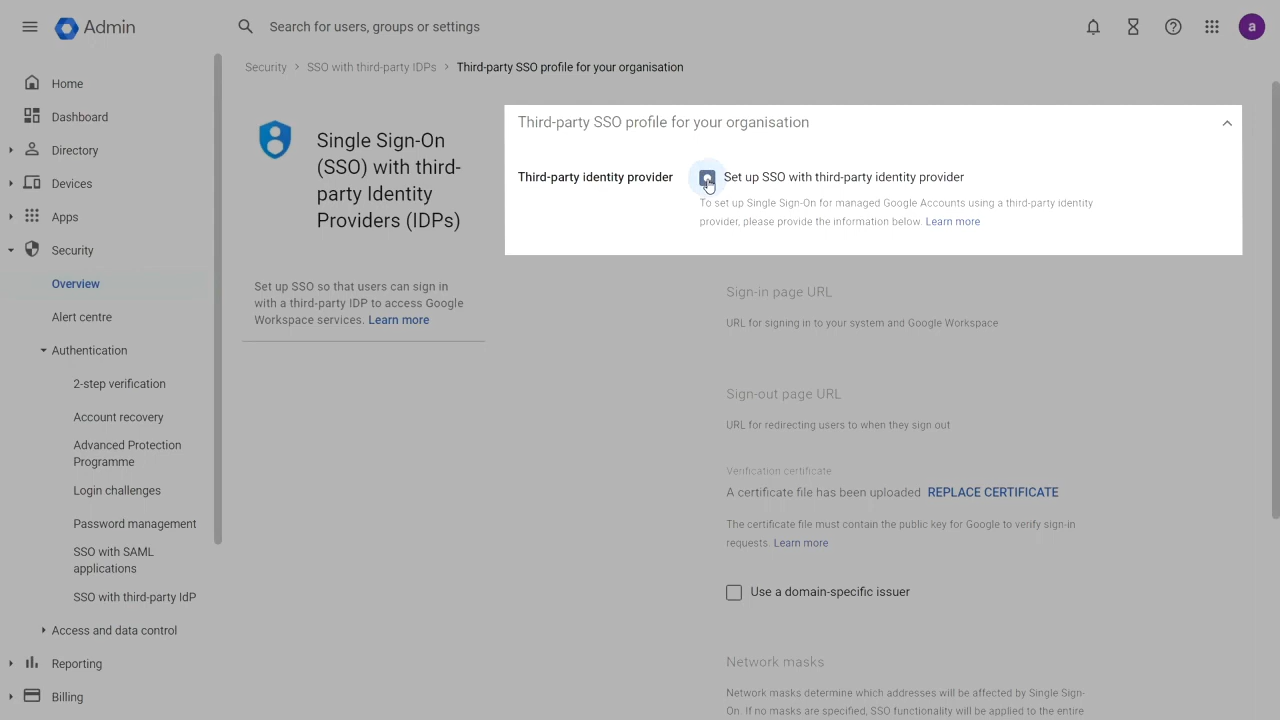 Admin
Search for users, groups or settings
a
Home
Dashboard
Directory
Devices
Apps
Security
Overview
Alert centre
Authentication
2-step verification
Account recovery
Advanced Protection
Programme
Login challenges
Password management
SSO with SAML
applications
SSO with third-party IdP
Access and data control
Reporting
Billing
Security > SSO with third-party IDPs > Third-party SSO profile for your organisation
Single Sign-On
(SSO) with third-
party Identity
Providers (IDPs)
Set up SSO so that users can sign in
with a third-party IDP to access Google
Workspace services. Learn more
Third-party SSO profile for your organisation
Third-party identity provider
Set up SSO with third-party identity provider
To set up Single Sign-On for managed Google Accounts using a third-party identity
provider, please provide the information below. Learn more
Sign-in page URL
URL for signing in to your system and Google Workspace
Sign-out page URL
URL for redirecting users to when they sign out
Verification certificate
A certificate file has been uploaded REPLACE CERTIFICATE
The certificate file must contain the public key for Google to verify sign-in
requests. Learn more
Use a domain-specific issuer
Network masks
Network masks determine which addresses will be affected by Single Sign-
On. If no masks are specified, SSO functionality will be applied to the entire